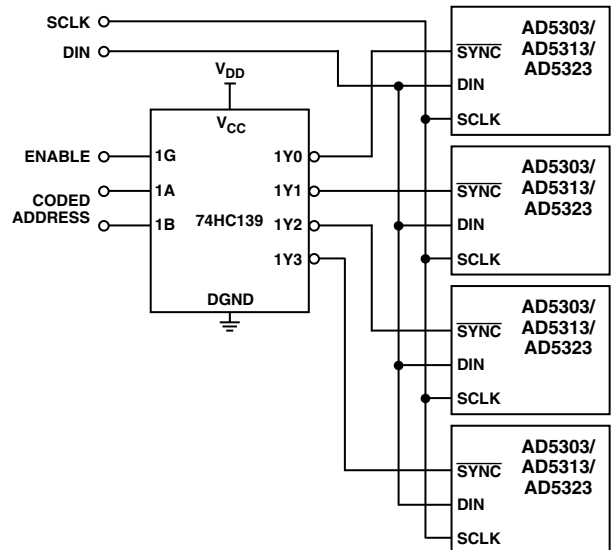 SCLK
DIN
VDD
VCC
ENABLE
1G
1Y0
CODED
ADDRESS
1A
1Y1
1B
74HC139
1Y2
1Y3
DGND
AD5303/
AD5313/
AD5323
SYNC
DIN
SCLK
AD5303/
AD5313/
AD5323
SYNC
DIN
SCLK
AD5303/
AD5313/
AD5323
SYNC
DIN
SCLK
AD5303/
AD5313/
AD5323
SYNC
DIN
SCLK